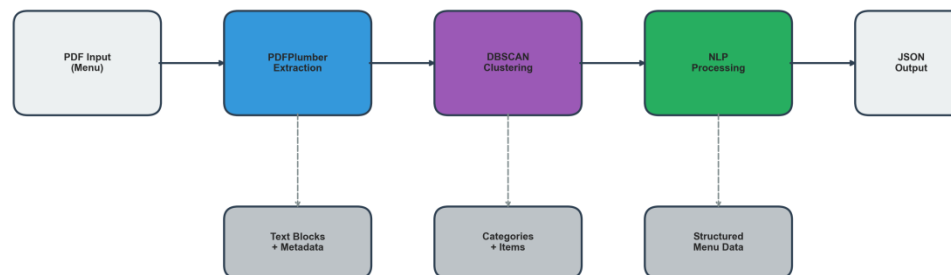 PDF Input
(Menu)
PDFPlumber
Extraction
DBSCAN
Clustering
NLP
Processing
JSON
Output
Text Blocks
+ Metadata
Categories
+ Items
Structured
Menu Data